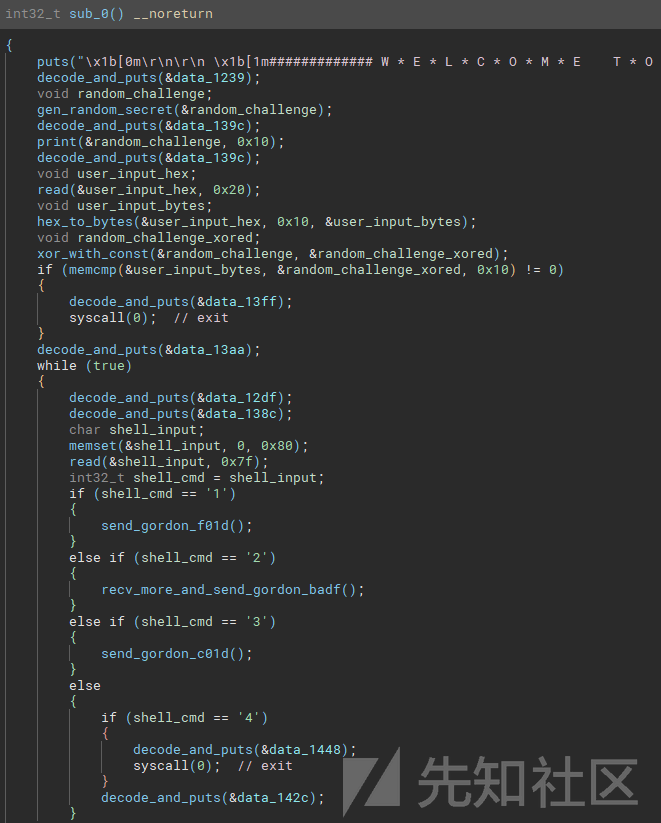 int32_t sub_0() __noreturn
{
puts("\x1b[0m\r\n\r\n \x1b[1m############# W * E * L * C * O * M * E    T * O
decode_and_puts(&data_1239);
void random_challenge;
gen_random_secret(&random_challenge);
decode_and_puts(&data_139c);
print(&random_challenge, 0x10);
decode_and_puts(&data_139c);
void user_input_hex;
read(&user_input_hex, 0x20);
void user_input_bytes;
hex_to_bytes(&user_input_hex, 0x10, &user_input_bytes);
void random_challenge_xored;
xor_with_const(&random_challenge, &random_challenge_xored);
if (memcmp(&user_input_bytes, &random_challenge_xored, 0x10) != 0)
{
decode_and_puts(&data_13ff);
syscall(0);  // exit
}
decode_and_puts(&data_13aa);
while (true)
{
decode_and_puts(&data_12df);
decode_and_puts(&data_138c);
char shell_input;
memset(&shell_input, 0, 0x80);
read(&shell_input, 0x7f);
int32_t shell_cmd = shell_input;
if (shell_cmd == '1')
{
send_gordon_f01d();
}
else if (shell_cmd == '2')
{
recv_more_and_send_gordon_badf();
}
else if (shell_cmd == '3')
{
send_gordon_c01d();
}
else
{
if (shell_cmd == '4')
{
decode_and_puts(&data_1448);
syscall(0);  // exit
}
decode_and_puts(&data_142c);
}
先知社区